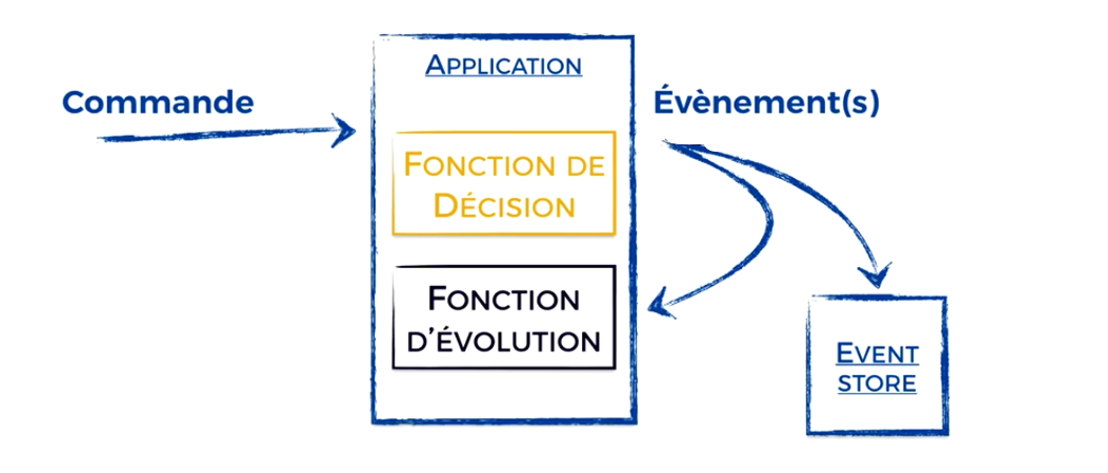 APPLICATION
Commande
Évènement(s)
FONCTION DE
DÉCISION
FONCTION
D'ÉVOLUTION
EVENT
STORE